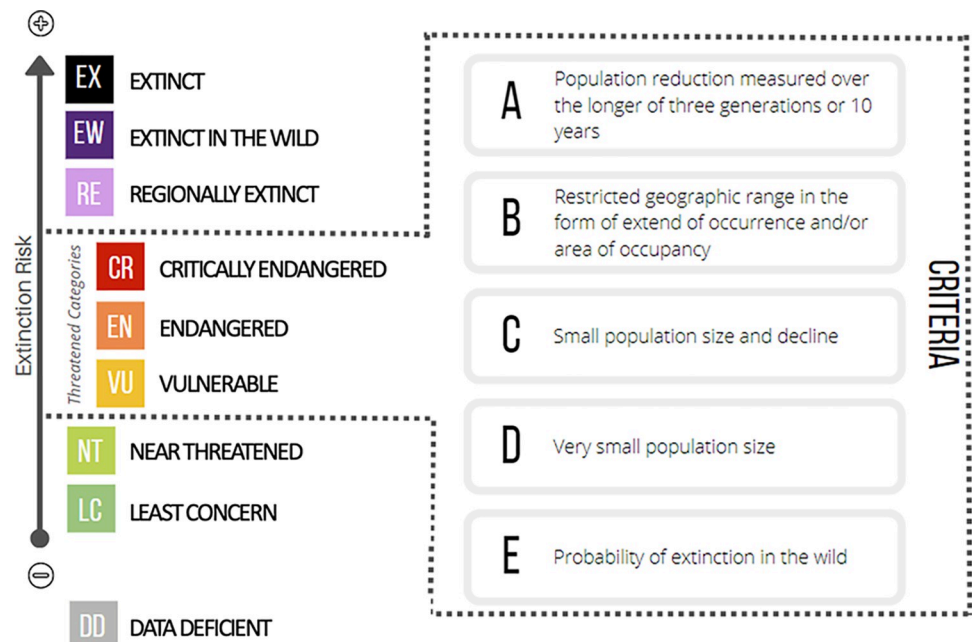 +
EX EXTINCT
EW EXTINCT IN THE WILD
RE REGIONALLY EXTINCT
Extinction Risk
Threatened Categories
CR CRITICALLY ENDANGERED
EN ENDANGERED
VU VULNERABLE
NT NEAR THREATENED
LC LEAST CONCERN
−
DD DATA DEFICIENT
A
Population reduction measured over
the longer of three generations or 10
years
B
Restricted geographic range in the
form of extend of occurrence and/or
area of occupancy
C
Small population size and decline
D
Very small population size
E
Probability of extinction in the wild
CRITERIA